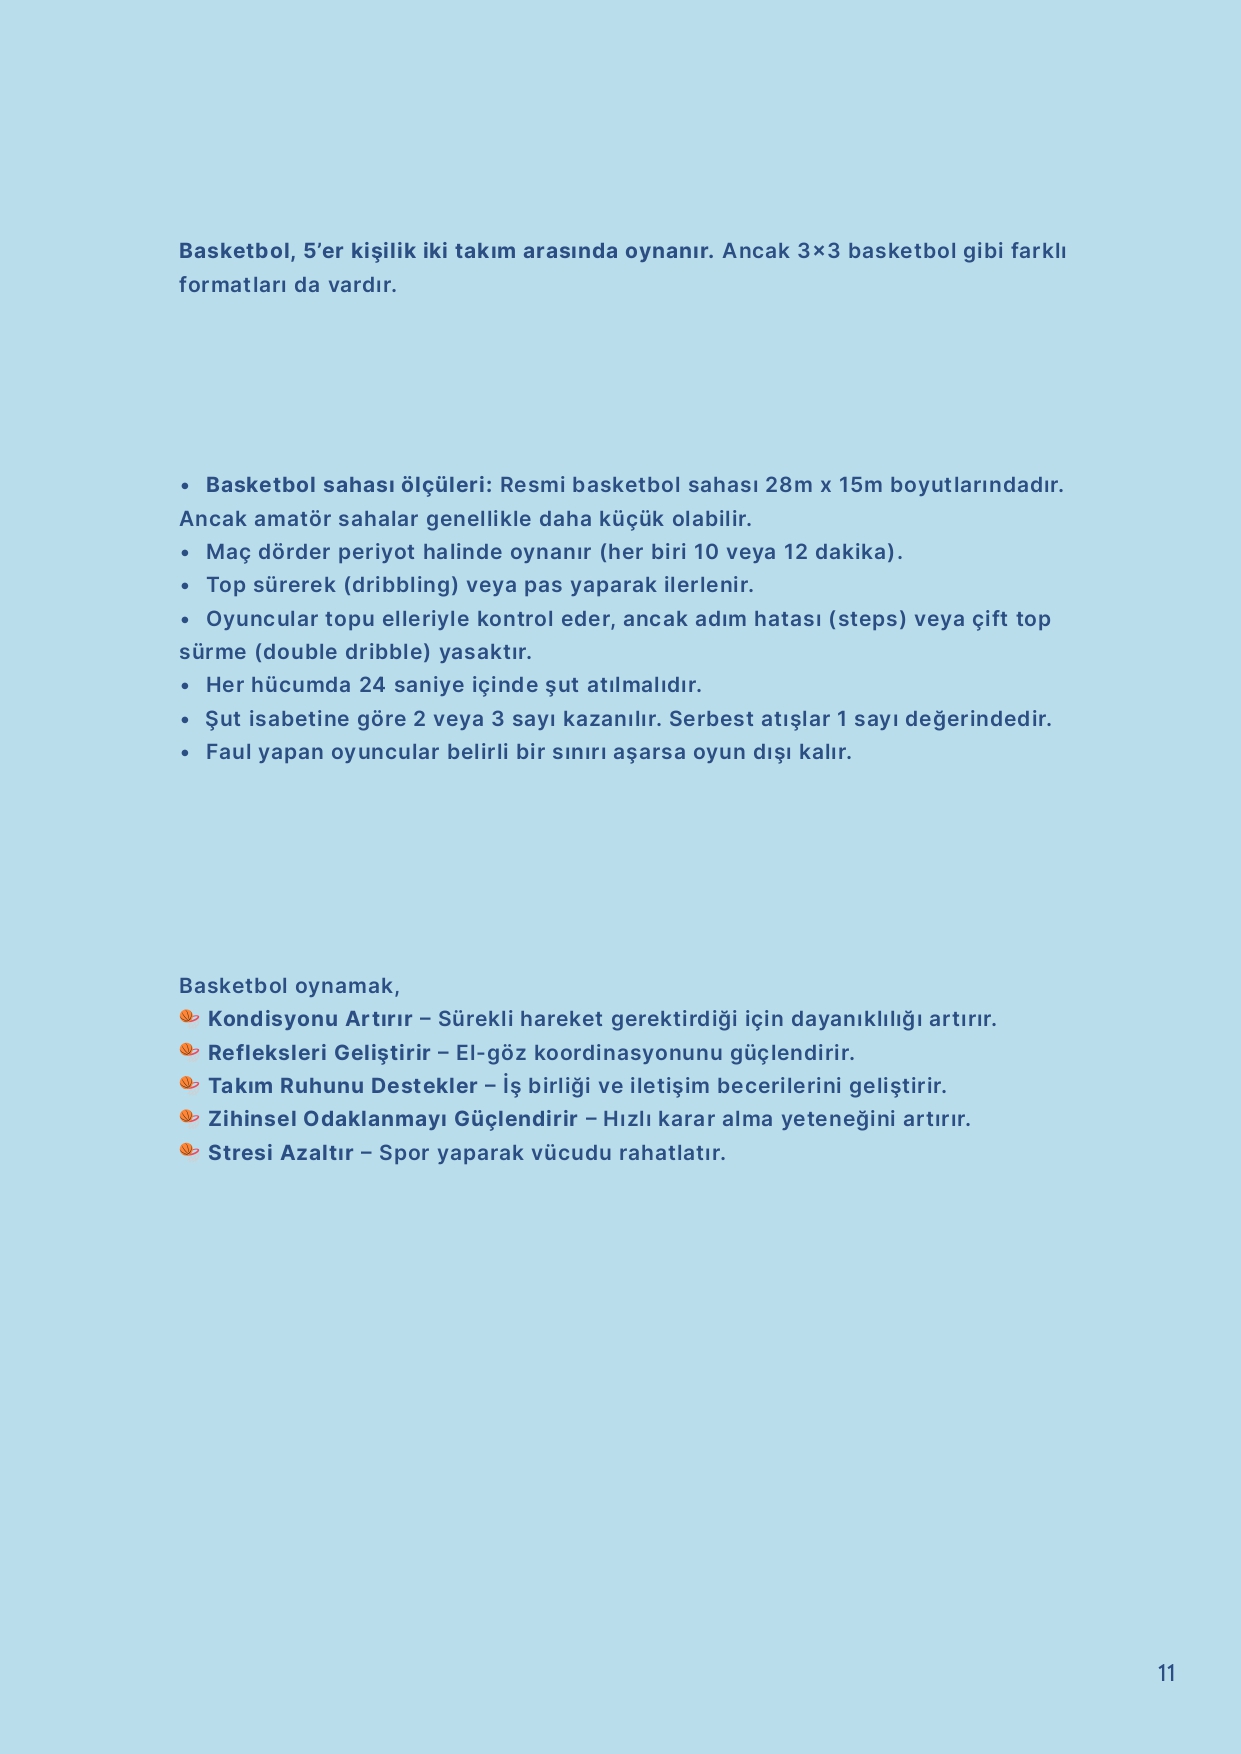 Basketbol, 5’er kişilik iki takım arasında oynanır. Ancak 3×3 basketbol gibi farklı
formatları da vardır.
• Basketbol sahası ölçüleri: Resmi basketbol sahası 28m x 15m boyutlarındadır.
Ancak amatör sahalar genellikle daha küçük olabilir.
• Maç dörder periyot halinde oynanır (her biri 10 veya 12 dakika).
• Top sürerek (dribbling) veya pas yaparak ilerlenir.
• Oyuncular topu elleriyle kontrol eder, ancak adım hatası (steps) veya çift top
sürme (double dribble) yasaktır.
• Her hücumda 24 saniye içinde şut atılmalıdır.
• Şut isabetine göre 2 veya 3 sayı kazanılır. Serbest atışlar 1 sayı değerindedir.
• Faul yapan oyuncular belirli bir sınırı aşarsa oyun dışı kalır.
Basketbol oynamak,
Kondisyonu Artırır – Sürekli hareket gerektirdiği için dayanıklılığı artırır.
Refleksleri Geliştirir – El-göz koordinasyonunu güçlendirir.
Takım Ruhunu Destekler – İş birliği ve iletişim becerilerini geliştirir.
Zihinsel Odaklanmayı Güçlendirir – Hızlı karar alma yeteneğini artırır.
Stresi Azaltır – Spor yaparak vücudu rahatlatır.
11